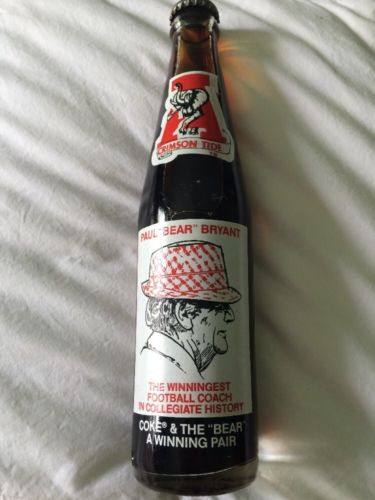 A
CRIMSON TIDE
PAUL "BEAR" BRYANT
THE WINNINGEST
FOOTBALL COACH
IN COLLEGIATE HISTORY
COKE® & THE "BEAR"
A WINNING PAIR